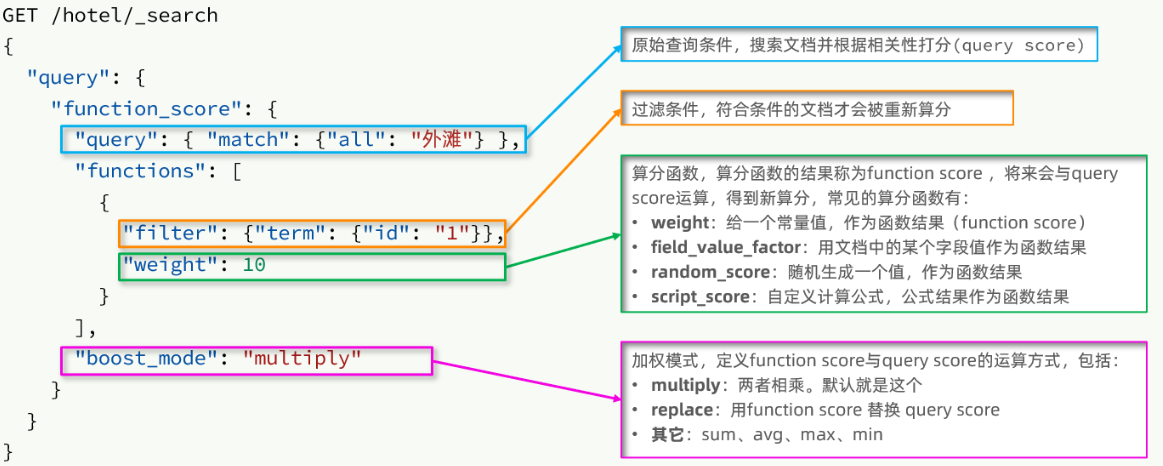 GET /hotel/_search
{
"query": {
"function_score": {
"query": { "match": {"all": "外滩"} },
"functions": [
{
"filter": {"term": {"id": "1"}},
"weight": 10
}
],
"boost_mode": "multiply"
}
}
}
原始查询条件，搜索文档并根据相关性打分(query score)
过滤条件，符合条件的文档才会被重新算分
算分函数，算分函数的结果称为function score ，将来会与query
score运算，得到新算分，常见的算分函数有：
• weight：给一个常量值，作为函数结果（function score）
• field_value_factor：用文档中的某个字段值作为函数结果
• random_score：随机生成一个值，作为函数结果
• script_score：自定义计算公式，公式结果作为函数结果
加权模式，定义function score与query score的运算方式，包括：
• multiply：两者相乘。默认就是这个
• replace：用function score 替换 query score
• 其它：sum、avg、max、min